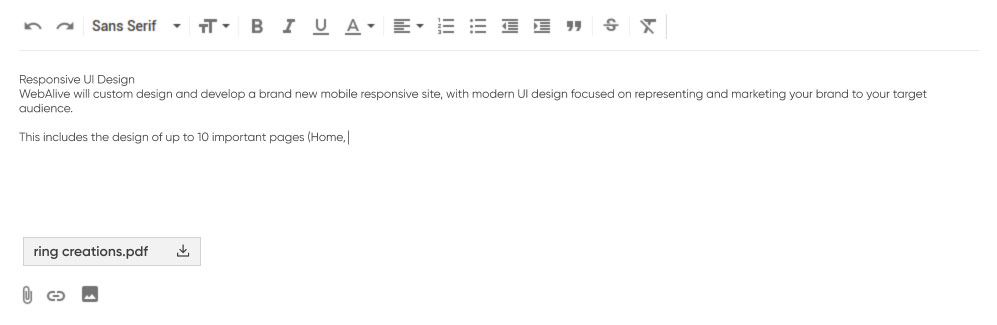 Sans Serif
Responsive UI Design
WebAlive will custom design and develop a brand new mobile responsive site, with modern UI design focused on representing and marketing your brand to your target
audience.
This includes the design of up to 10 important pages (Home,
ring creations.pdf